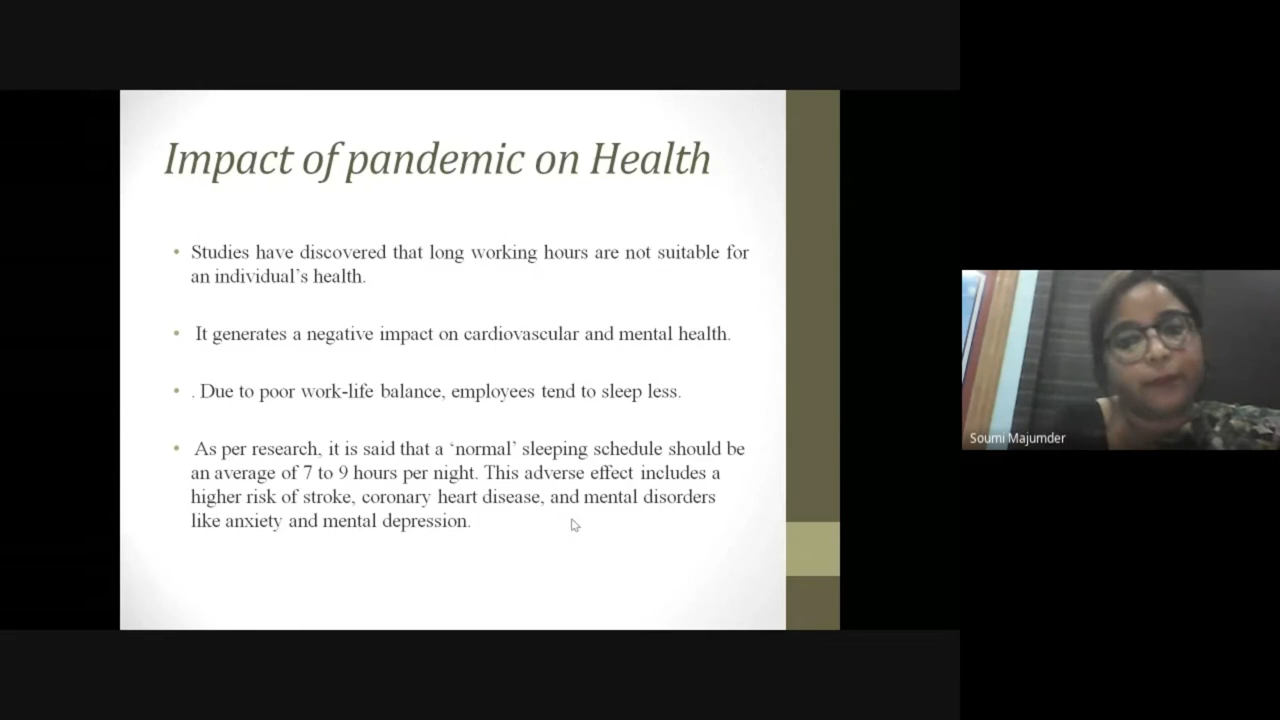 Impact of pandemic on Health
• Studies have discovered that long working hours are not suitable for
an individual’s health.
• It generates a negative impact on cardiovascular and mental health.
• . Due to poor work-life balance, employees tend to sleep less.
• As per research, it is said that a ‘normal’ sleeping schedule should be
an average of 7 to 9 hours per night. This adverse effect includes a
higher risk of stroke, coronary heart disease, and mental disorders
like anxiety and mental depression.
Soumi Majumder